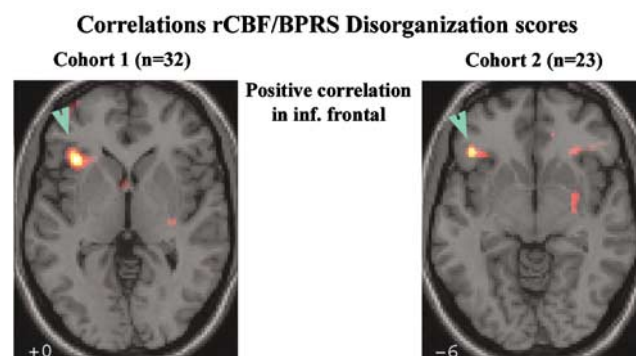 Correlations rCBF/BPRS Disorganization scores
Cohort 1 (n=32)
Cohort 2 (n=23)
Positive correlation
in inf. frontal
+0
-6